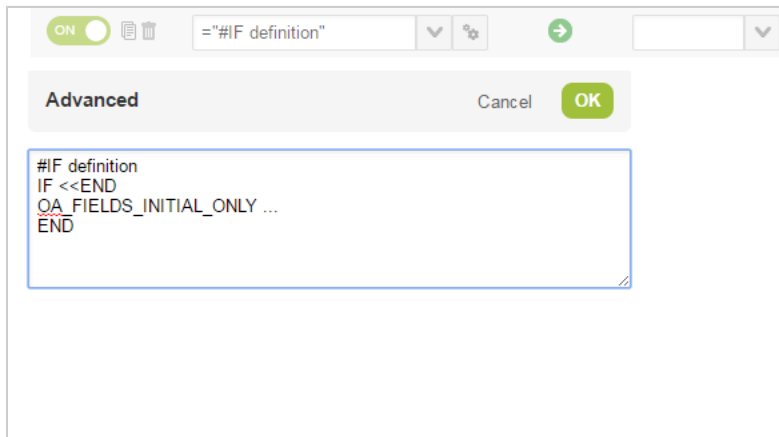 ON ="#IF definition"
Advanced Cancel OK
#IF definition
IF <<END
OA_FIELDS_INITIAL_ONLY ...
END